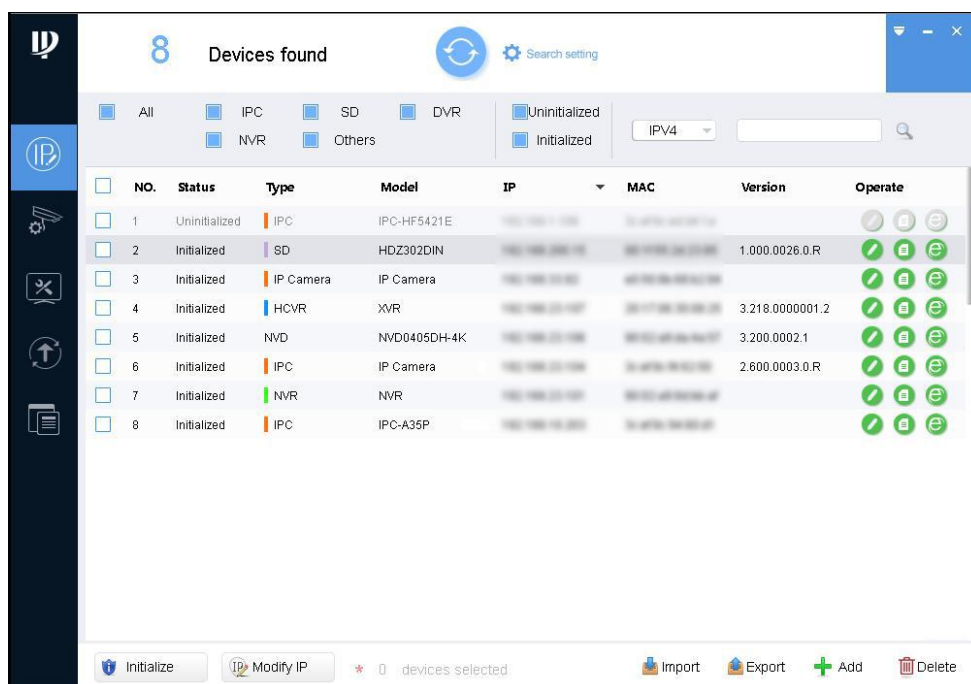 8 Devices found Search setting
All IPC SD DVR Uninitialized
NVR Others Initialized IPV4
IP
NO. Status Type Model IP MAC Version Operate
1 Uninitialized IPC IPC-HF5421E
2 Initialized SD HDZ302DIN 1.000.0026.0.R
3 Initialized IP Camera IP Camera
4 Initialized HCVR XVR 3.218.0000001.2
5 Initialized NVD NVD0405DH-4K 3.200.0002.1
6 Initialized IPC IP Camera 2.600.0003.0.R
7 Initialized NVR NVR
8 Initialized IPC IPC-A35P
Initialize IP Modify IP * 0 devices selected Import Export Add Delete